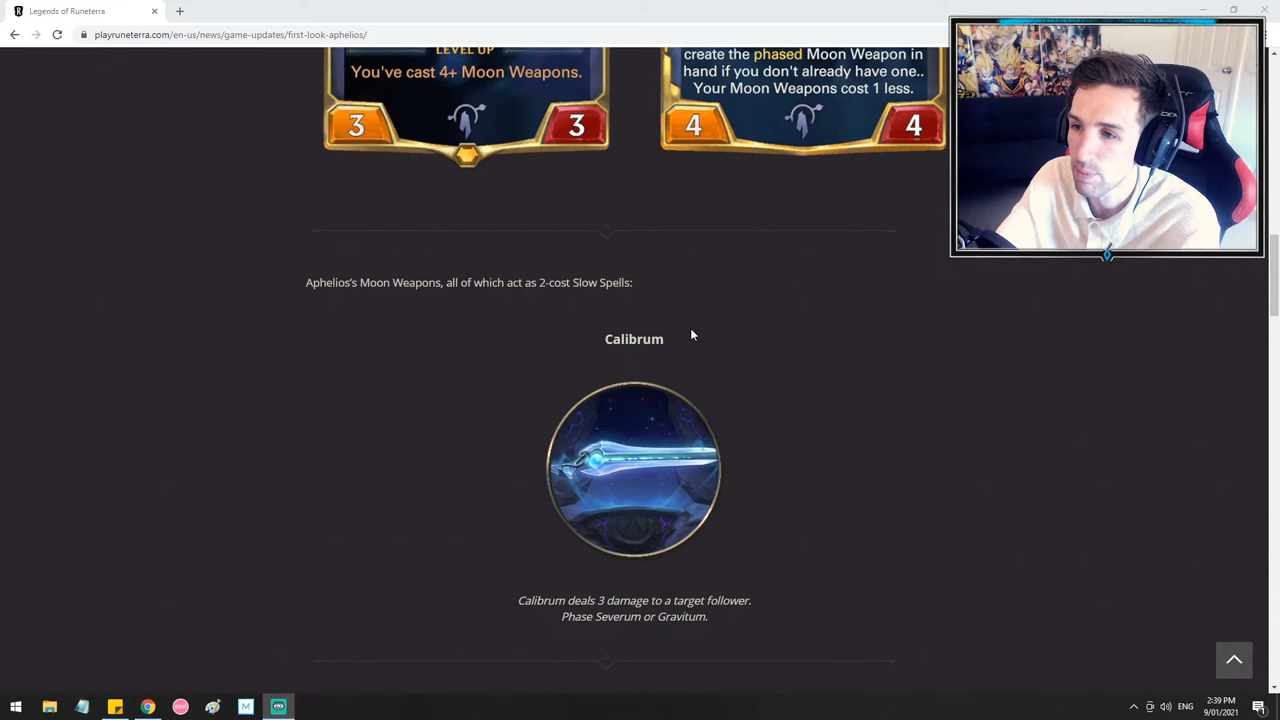 Legends of Runeterra
playruneterra.com/en-us/news/game-updates/fi
LEVEL UP
You've cast 4+ Moon Weapons.
create the phased Moon Weapon in
hand if you don't already have one..
Your Moon Weapons cost 1 less.
3
3
4
4
Aphelios's Moon Weapons, all of which act as 2-cost Slow Spells:
Calibrum
Calibrum deals 3 damage to a target follower.
Phase Severum or Gravitum.
ENG
2:39 PM
9/01/2021